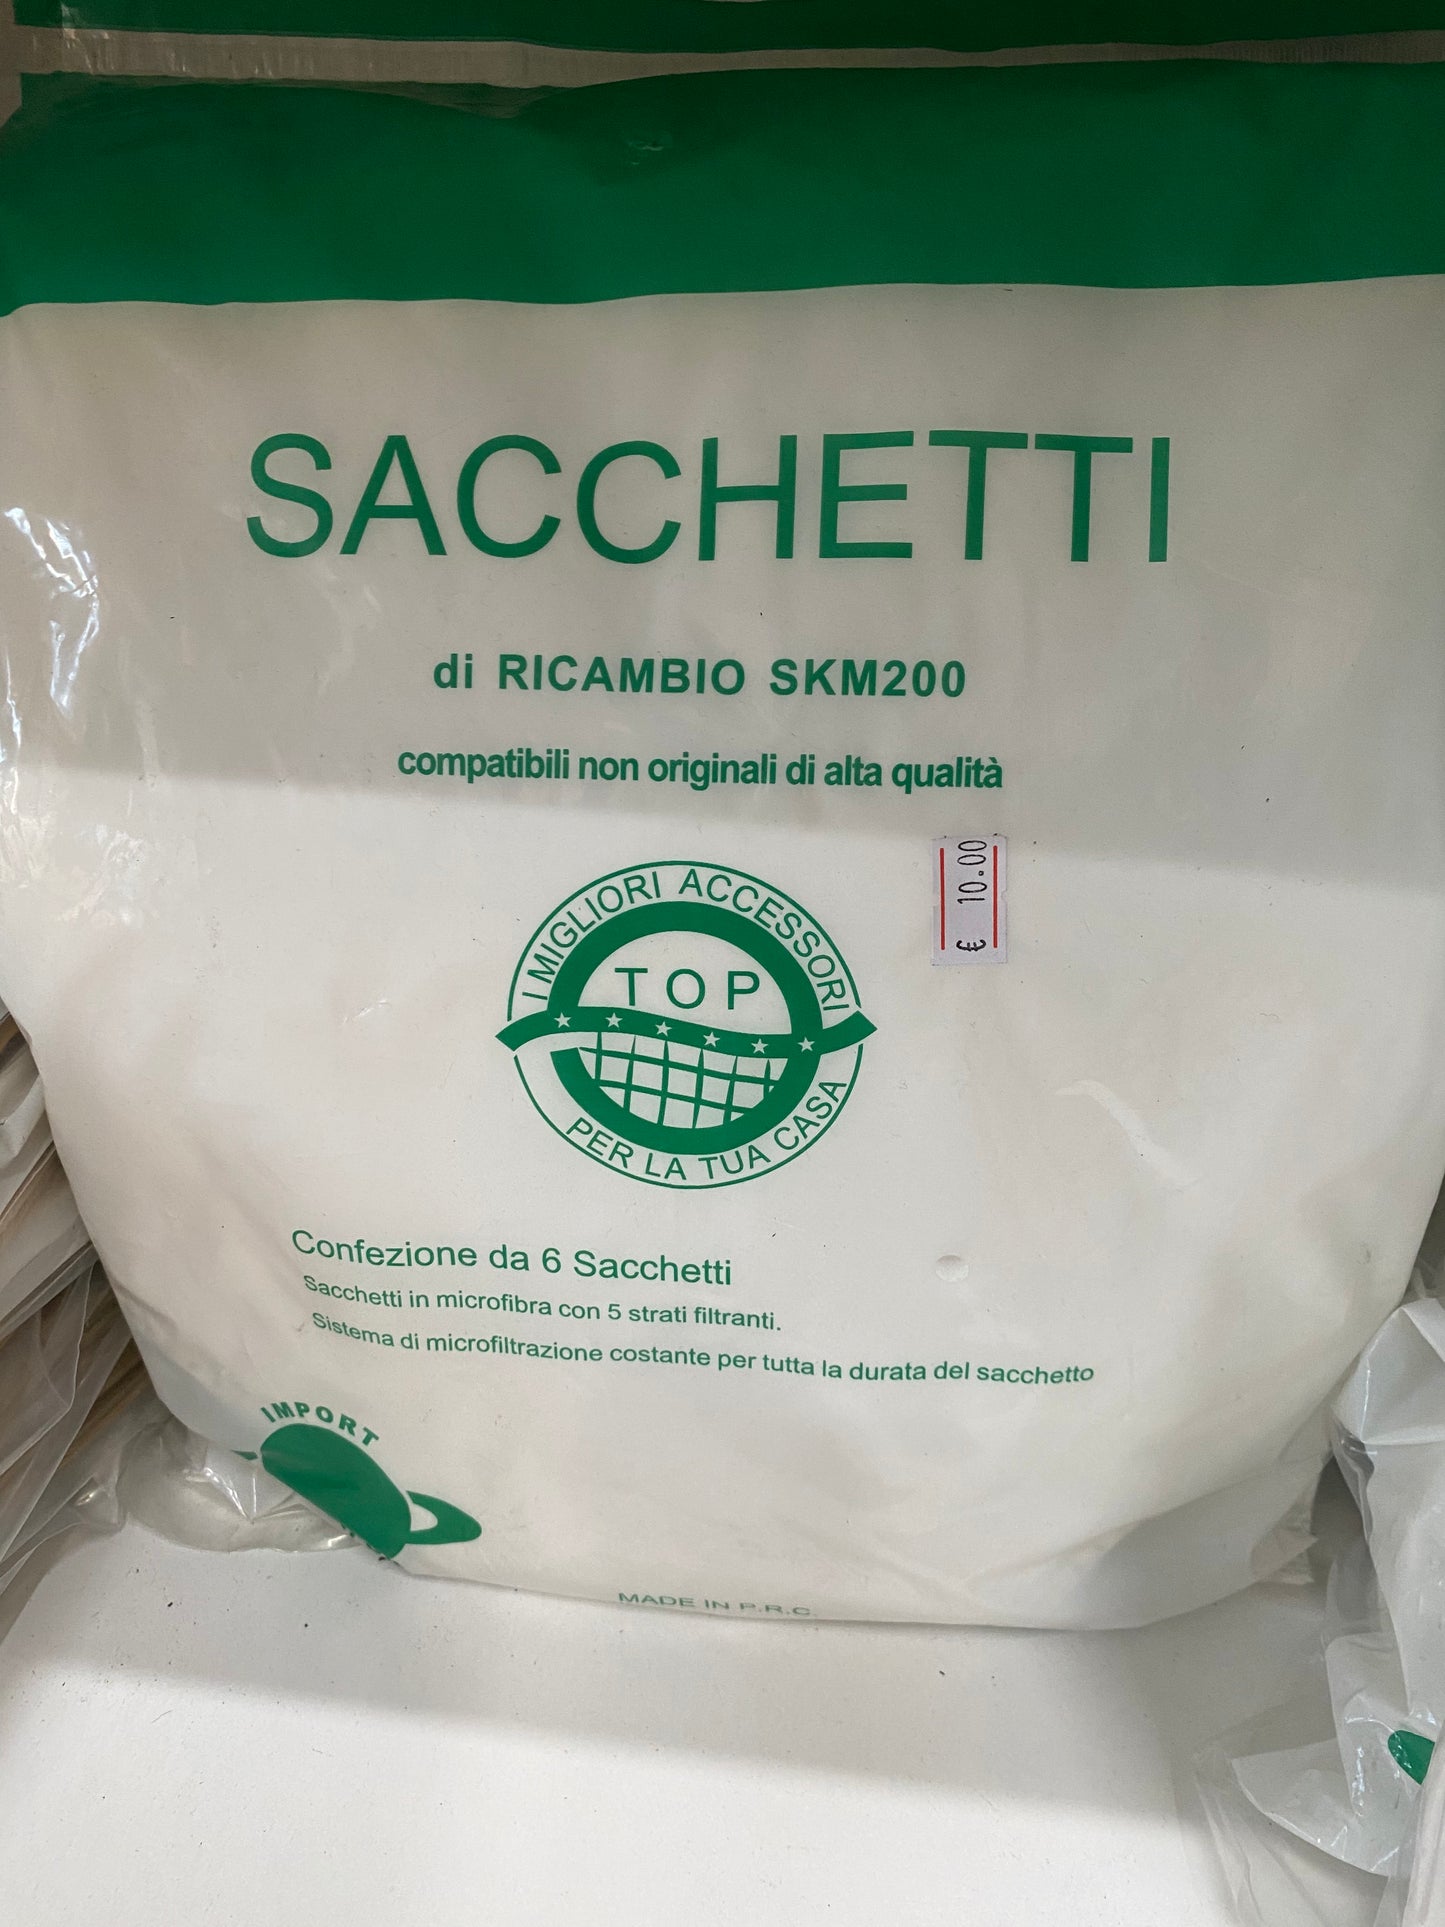 SACCHETTI
di RICAMBIO SKM200
compatibili non originali di alta qualità
€ 10.00
I MIGLIORI ACCESSORI
TOP
PER LA TUA CASA
Confezione da 6 Sacchetti
Sacchetti in microfibra con 5 strati filtranti.
Sistema di microfiltrazione costante per tutta la durata del sacchetto
IMPORT
MADE IN P.R.C.